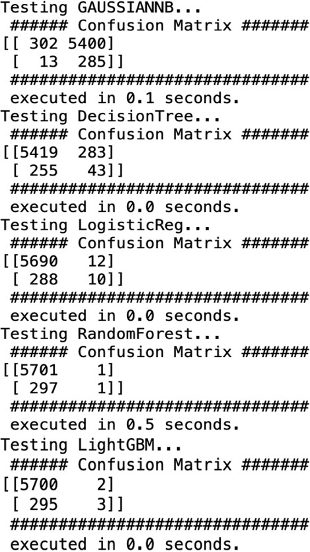 Testing GAUSSIANNB...
###### Confusion Matrix #######
[[ 302 5400]
[ 13 285]]
###############################
executed in 0.1 seconds.
Testing DecisionTree...
###### Confusion Matrix #######
[[5419 283]
[ 255 43]]
###############################
executed in 0.0 seconds.
Testing LogisticReg...
###### Confusion Matrix #######
[[5690 12]
[ 288 10]]
###############################
executed in 0.0 seconds.
Testing RandomForest...
###### Confusion Matrix #######
[[5701 1]
[ 297 1]]
###############################
executed in 0.5 seconds.
Testing LightGBM...
###### Confusion Matrix #######
[[5700 2]
[ 295 3]]
###############################
executed in 0.0 seconds.